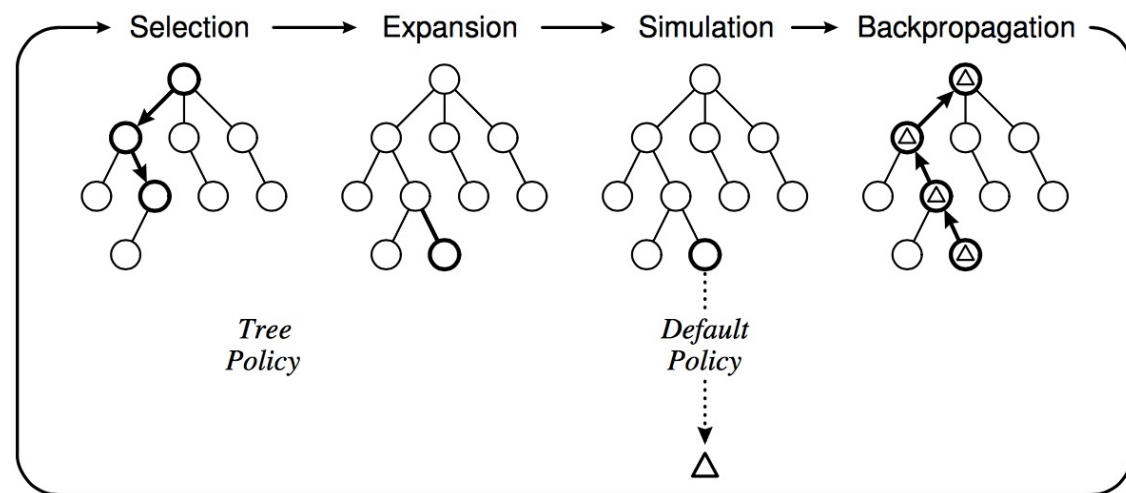 Selection
Expansion
Simulation
Backpropagation
Tree
Policy
Default
Policy